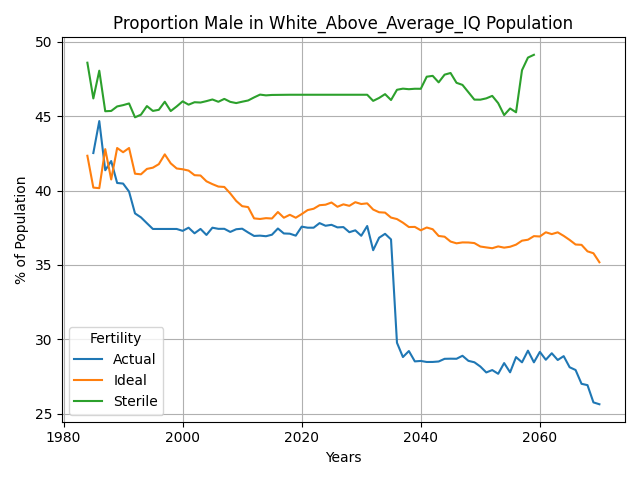 Proportion Male in White_Above_Average_IQ Population
% of Population
50
45
40
35
30
25
Fertility
Actual
Ideal
Sterile
1980
2000
2020
2040
2060
Years